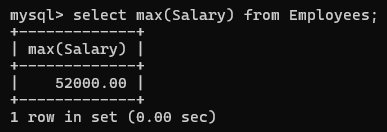 mysql> select max(Salary) from Employees;
+-------------+
| max(Salary) |
+-------------+
|    52000.00 |
+-------------+
1 row in set (0.00 sec)